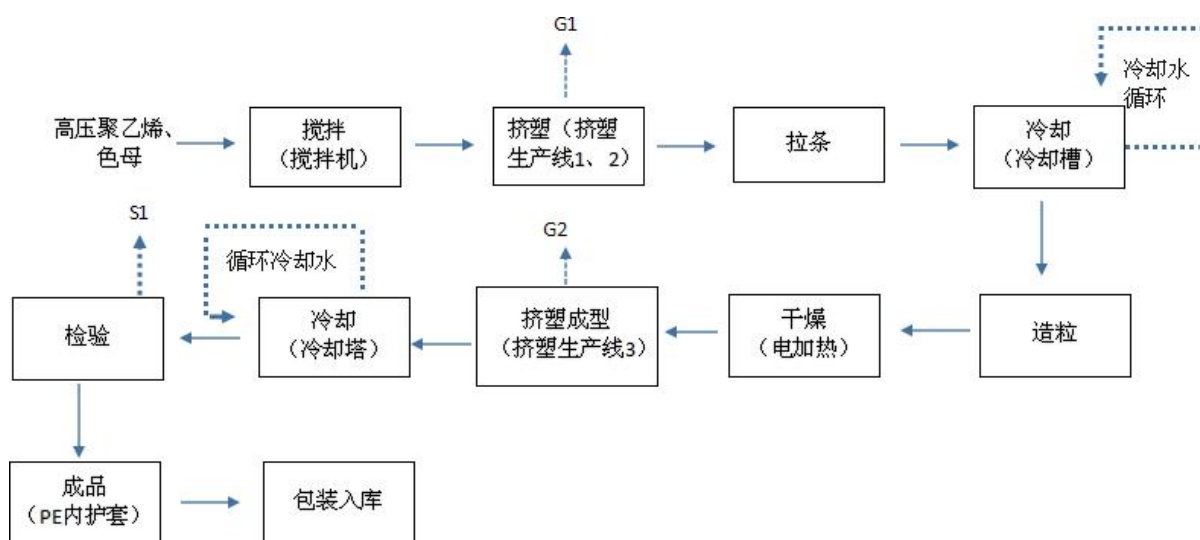 G1
冷却水
循环
高压聚乙烯、
色母
搅拌
（搅拌机）
挤塑（挤塑
生产线1、2）
拉条
冷却
（冷却槽）
S1
G2
循环冷却水
检验
冷却
（冷却塔）
挤塑成型
（挤塑生产线3）
干燥
（电加热）
造粒
成品
（PE内护套）
包装入库